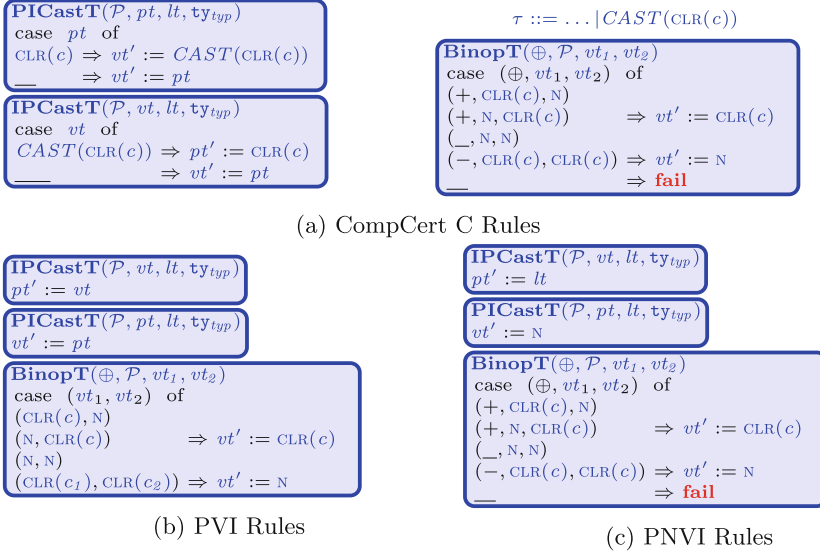 PICastT(𝒫, pt, lt, ty_typ)
case pt of
CLR(c) ⇒ vt′ := CAST(CLR(c))
__ ⇒ vt′ := pt
IPCastT(𝒫, vt, lt, ty_typ)
case vt of
CAST(CLR(c)) ⇒ pt′ := CLR(c)
___ ⇒ vt′ := pt
τ ::= ... | CAST(CLR(c))
BinopT(⊕, 𝒫, vt₁, vt₂)
case (⊕, vt₁, vt₂) of
(+, CLR(c), N)
(+, N, CLR(c)) ⇒ vt′ := CLR(c)
(_, N, N)
(−, CLR(c), CLR(c)) ⇒ vt′ := N
__ ⇒ fail
(a) CompCert C Rules
IPCastT(𝒫, vt, lt, ty_typ)
pt′ := vt
PICastT(𝒫, pt, lt, ty_typ)
vt′ := pt
BinopT(⊕, 𝒫, vt₁, vt₂)
case (vt₁, vt₂) of
(CLR(c), N)
(N, CLR(c)) ⇒ vt′ := CLR(c)
(N, N)
(CLR(c₁), CLR(c₂)) ⇒ vt′ := N
(b) PVI Rules
IPCastT(𝒫, vt, lt, ty_typ)
pt′ := lt
PICastT(𝒫, pt, lt, ty_typ)
vt′ := N
BinopT(⊕, 𝒫, vt₁, vt₂)
case (⊕, vt₁, vt₂) of
(+, CLR(c), N)
(+, N, CLR(c)) ⇒ vt′ := CLR(c)
(_, N, N)
(−, CLR(c), CLR(c)) ⇒ vt′ := N
__ ⇒ fail
(c) PNVI Rules